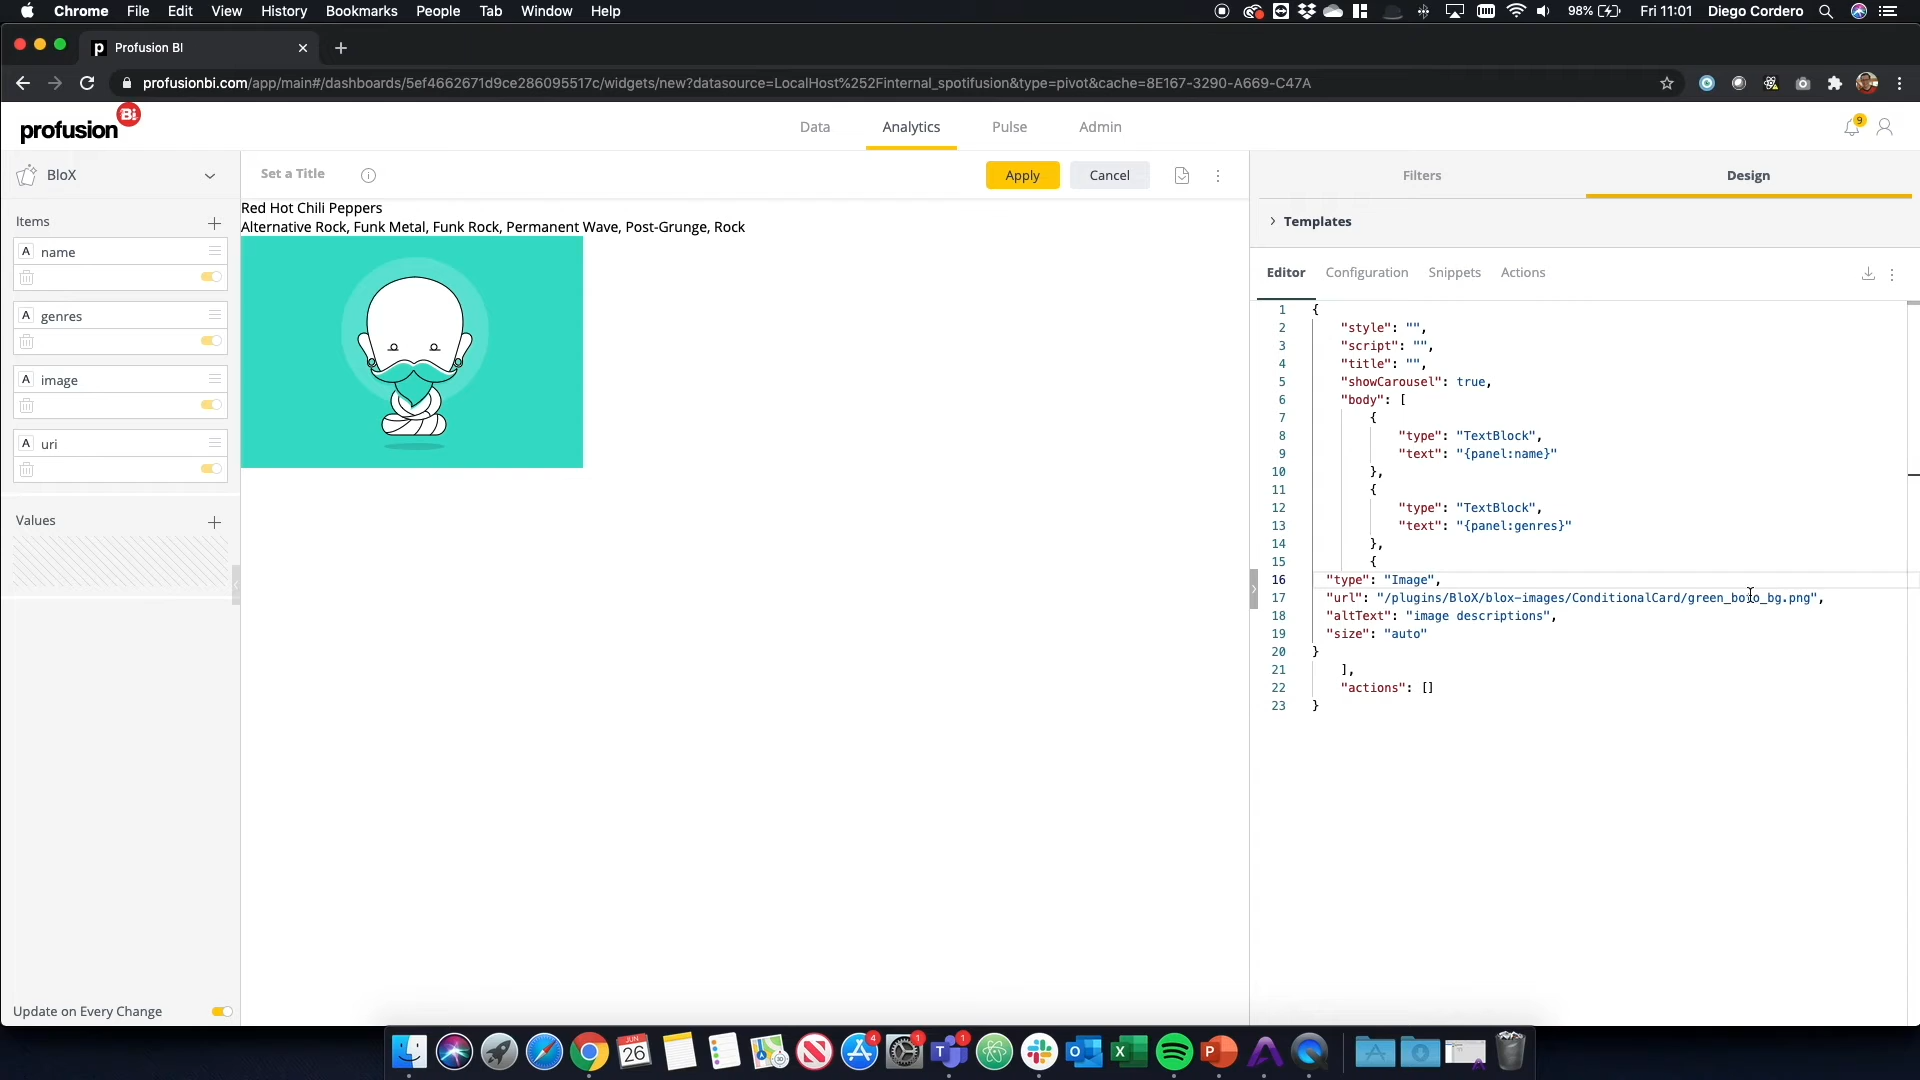 Chrome File Edit View History Bookmarks People Tab Window Help
98% Fri 11:01 Diego Cordero
p Profusion BI
profusionbi.com/app/main#/dashboards/5ef4662671d9ce286095517c/widgets/new?datasource=LocalHost%252Finternal_spotifusion&type=pivot&cache=8E167-3290-A669-C47A
profusion Bi
Data Analytics Pulse Admin
9
BloX
Set a Title
Apply Cancel
Filters Design
Red Hot Chili Peppers
Alternative Rock, Funk Metal, Funk Rock, Permanent Wave, Post-Grunge, Rock
Items
A name
A genres
A image
A uri
Values
Update on Every Change
Templates
Editor Configuration Snippets Actions
1 {
2 "style": "",
3 "script": "",
4 "title": "",
5 "showCarousel": true,
6 "body": [
7 {
8 "type": "TextBlock",
9 "text": "{panel:name}"
10 },
11 {
12 "type": "TextBlock",
13 "text": "{panel:genres}"
14 },
15 {
16 "type": "Image",
17 "url": "/plugins/BloX/blox-images/ConditionalCard/green_boto_bg.png",
18 "altText": "image descriptions",
19 "size": "auto"
20 }
21 ],
22 "actions": []
23 }
JUN
26
4
1
1